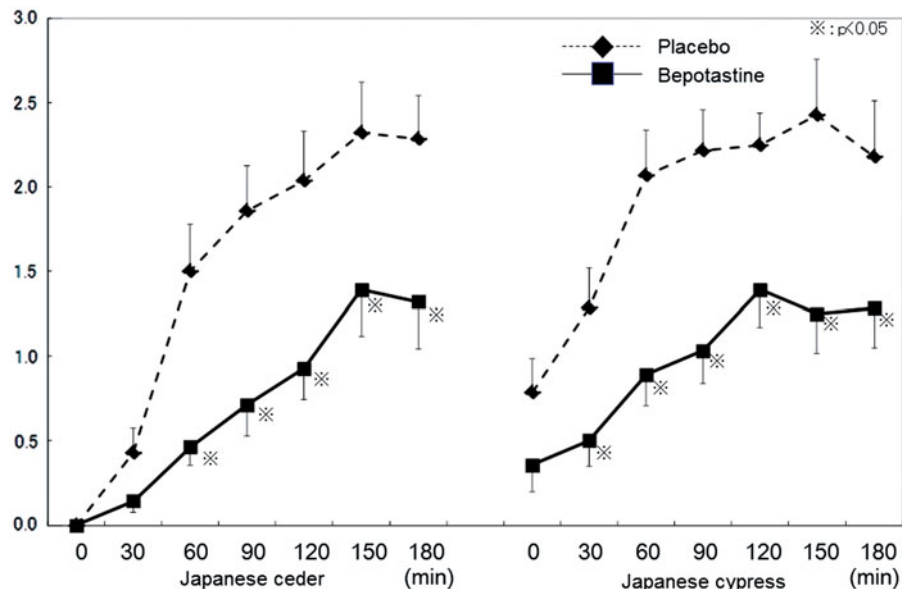 3.0
2.5
2.0
1.5
1.0
0.5
0.0
※:p<0.05
Placebo
Bepotastine
※ ※ ※ ※ ※
※ ※ ※ ※ ※ ※
0 30 60 90 120 150 180
Japanese ceder (min)
0 30 60 90 120 150 180
Japanese cypress (min)